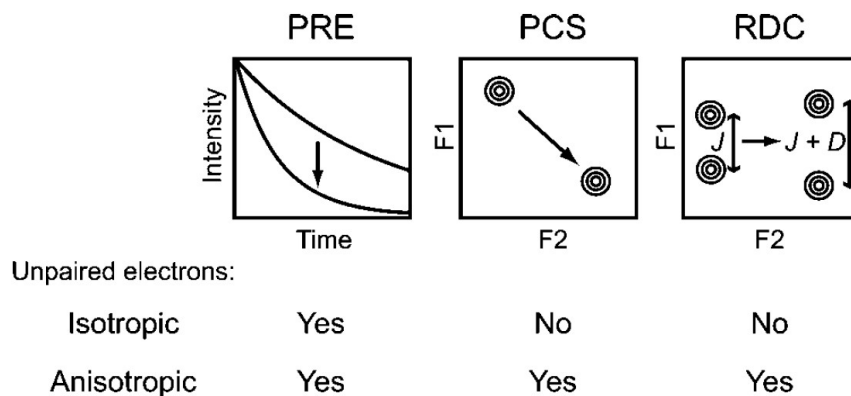 PRE PCS RDC
Intensity F1 F1 J J + D
Time F2 F2
Unpaired electrons:
Isotropic Yes No No
Anisotropic Yes Yes Yes